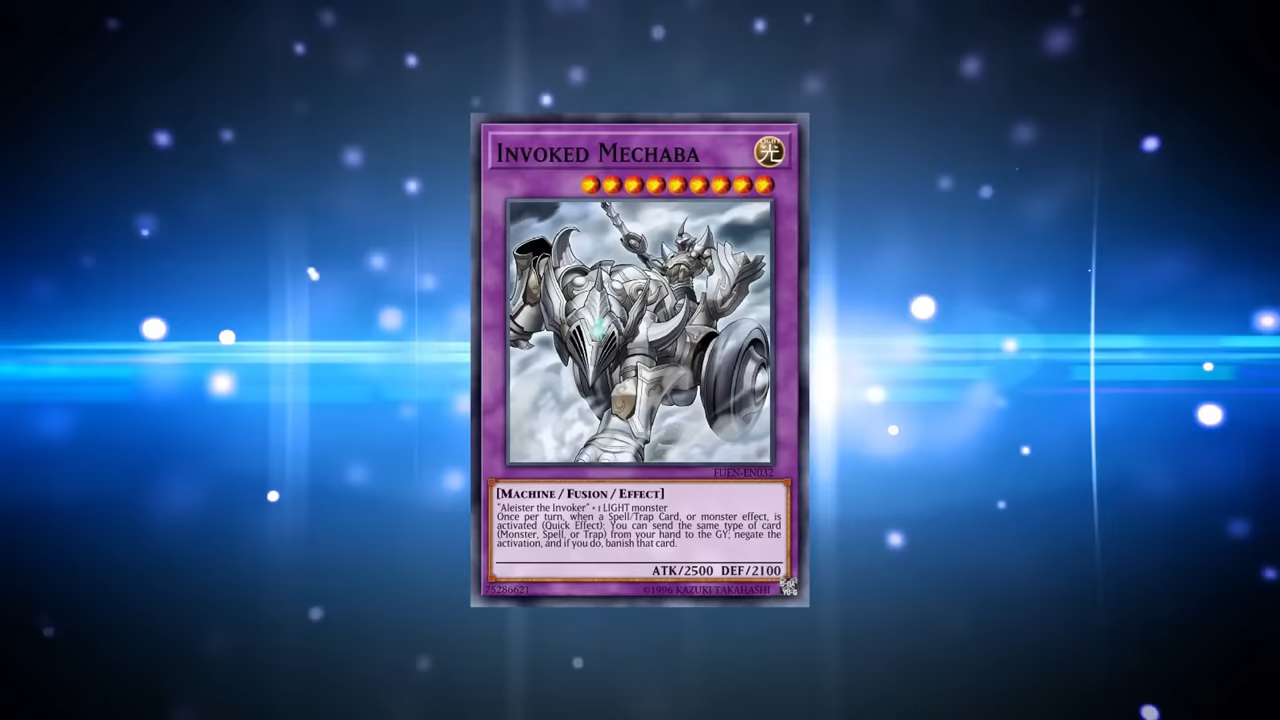 INVOKED MECHABA
LIGHT
光
FUEN-EN032
[MACHINE / FUSION / EFFECT]
"Aleister the Invoker" + 1 LIGHT monster
Once per turn, when a Spell/Trap Card, or monster effect, is
activated (Quick Effect): You can send the same type of card
(Monster, Spell, or Trap) from your hand to the GY; negate the
activation, and if you do, banish that card.
ATK/2500 DEF/2100
75286621
©1996 KAZUKI TAKAHASHI